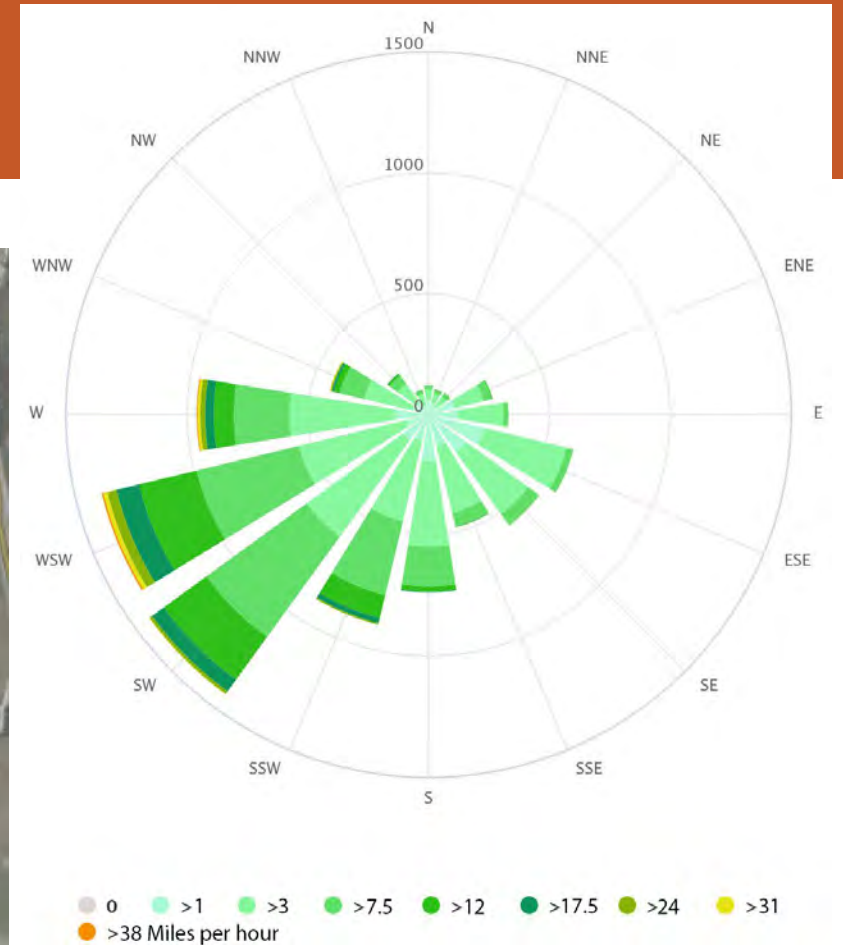 N
1500
NNW
NNE
NW
NE
1000
WNW
ENE
500
0
W
E
WSW
ESE
SW
SE
SSW
SSE
S
0 >1 >3 >7.5 >12 >17.5 >24 >31
>38 Miles per hour